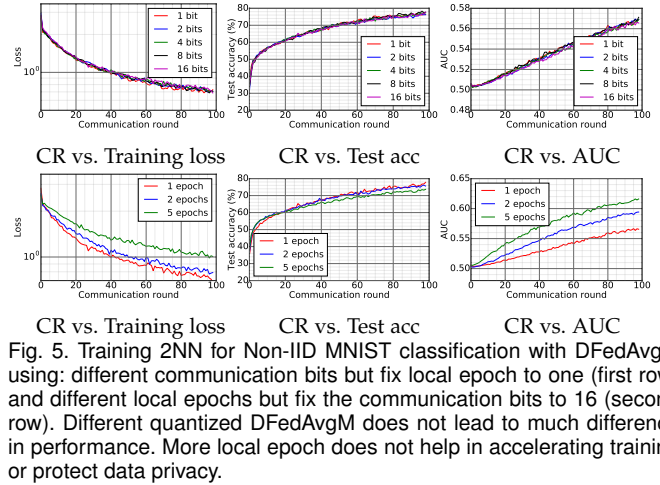 Loss
10⁰
1 bit
2 bits
4 bits
8 bits
16 bits
0 20 40 60 80 100
Communication round
Test accuracy (%)
80
70
60
50
40
30
20
1 bit
2 bits
4 bits
8 bits
16 bits
0 20 40 60 80 100
Communication round
AUC
0.58
0.56
0.54
0.52
0.50
0.48
1 bit
2 bits
4 bits
8 bits
16 bits
0 20 40 60 80 100
Communication round
CR vs. Training loss CR vs. Test acc CR vs. AUC
Loss
10⁰
1 epoch
2 epochs
5 epochs
0 20 40 60 80 100
Communication round
Test accuracy (%)
80
70
60
50
40
30
20
1 epoch
2 epochs
5 epochs
0 20 40 60 80 100
Communication round
AUC
0.65
0.60
0.55
0.50
1 epoch
2 epochs
5 epochs
0 20 40 60 80 100
Communication round
CR vs. Training loss CR vs. Test acc CR vs. AUC
Fig. 5. Training 2NN for Non-IID MNIST classification with DFedAvg
using: different communication bits but fix local epoch to one (first row
and different local epochs but fix the communication bits to 16 (secon
row). Different quantized DFedAvgM does not lead to much differenc
in performance. More local epoch does not help in accelerating trainin
or protect data privacy.